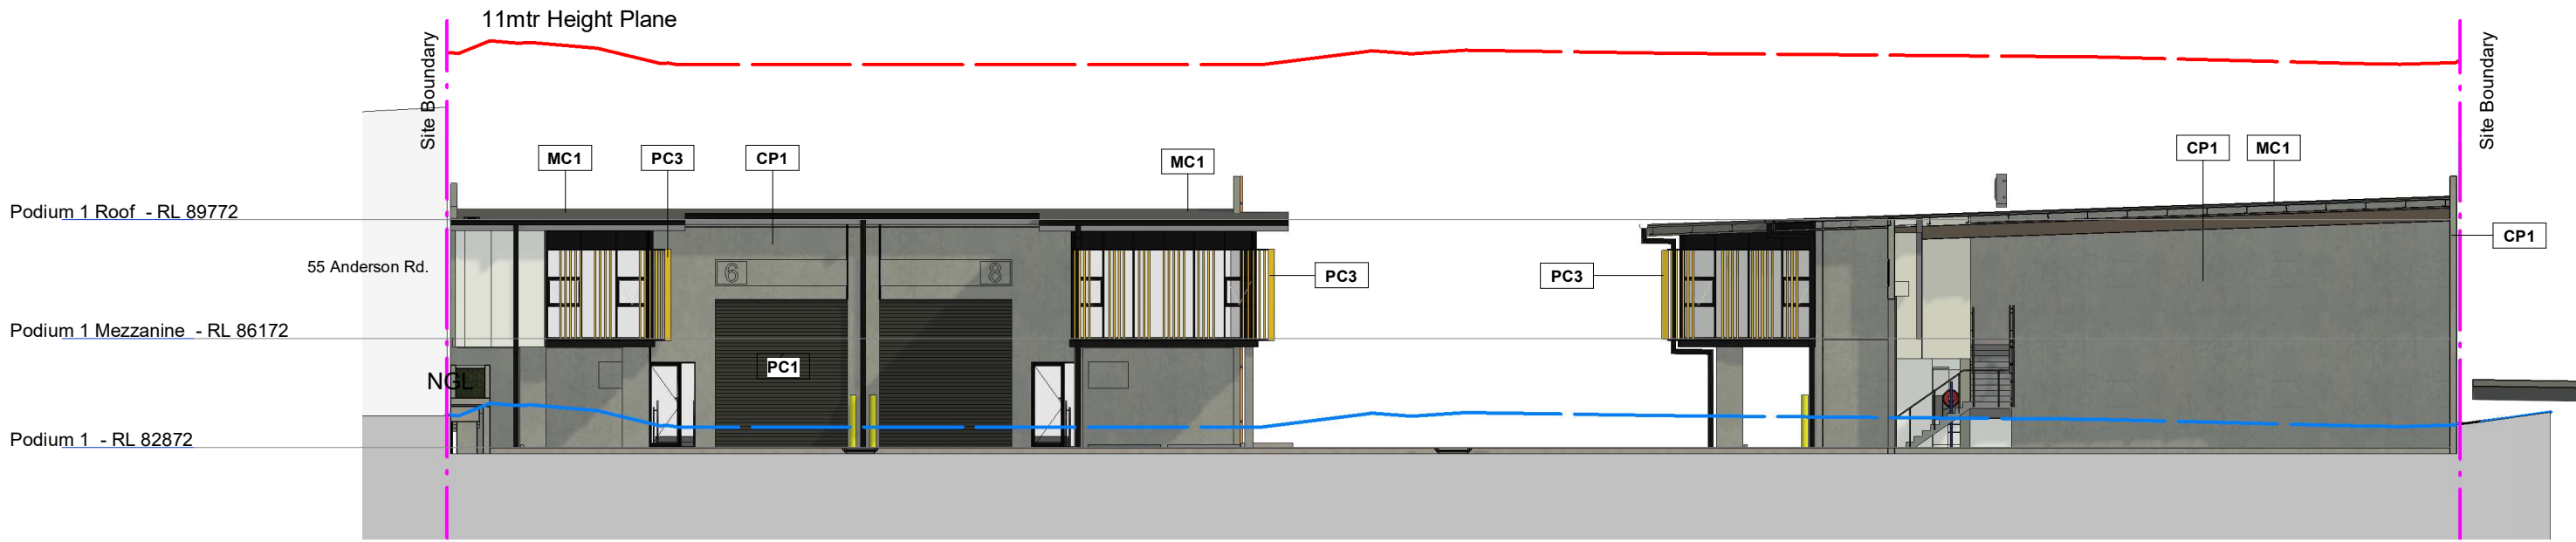 11mtr Height Plane
Site Boundary
Site Boundary
MC1
PC3
CP1
MC1
CP1
MC1
Podium 1 Roof - RL 89772
CP1
55 Anderson Rd.
6
8
PC3
PC3
Podium 1 Mezzanine - RL 86172
PC1
NGL
Podium 1 - RL 82872